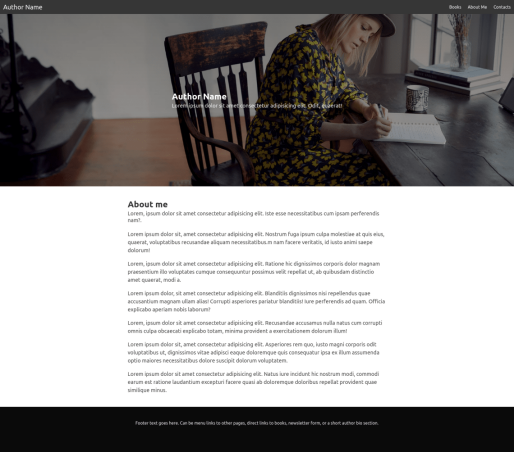 Author Name
Books About Me Contacts
Author Name
Lorem ipsum dolor sit amet consectetur adipisicing elit. Odit, quaerat!
About me
Lorem, ipsum dolor sit amet consectetur adipisicing elit. Iste esse necessitatibus cum ipsam perferendis
nam?.
Lorem ipsum dolor sit, amet consectetur adipisicing elit. Nostrum fuga ipsum culpa molestiae at quis eius,
quaerat, voluptatibus recusandae aliquam necessitatibus.m nam facere veritatis, id iusto animi saepe
dolorum!
Lorem ipsum dolor sit amet consectetur adipisicing elit. Ratione hic dignissimos corporis dolor magnam
praesentium illo voluptates cumque consequuntur possimus velit repellat ut, ab quibusdam distinctio
amet quaerat, modi a.
Lorem ipsum dolor, sit amet consectetur adipisicing elit. Blanditiis dignissimos nisi repellendus quae
accusantium magnam ullam alias! Corrupti asperiores pariatur blanditiis! Iure perferendis ad quam. Officia
explicabo aperiam nobis laborum?
Lorem ipsum dolor sit amet consectetur adipisicing elit. Recusandae accusamus nulla natus cum corrupti
omnis culpa obcaecati explicabo totam, minima provident a exercitationem dolorum illum!
Lorem ipsum dolor sit amet consectetur adipisicing elit. Asperiores rem quo, iusto magni corporis odit
voluptatibus ut, dignissimos vitae adipisci eaque doloremque quis consequatur ipsa ex illum assumenda
optio maiores necessitatibus dolore suscipit dolorum voluptatem.
Lorem ipsum dolor sit amet consectetur adipisicing elit. Natus iure incidunt hic nostrum modi, commodi
earum est ratione laudantium excepturi facere quasi ab doloremque doloribus repellat provident quae
similique minus.
Footer text goes here. Can be menu links to other pages, direct links to books, newsletter form, or a short author bio section.